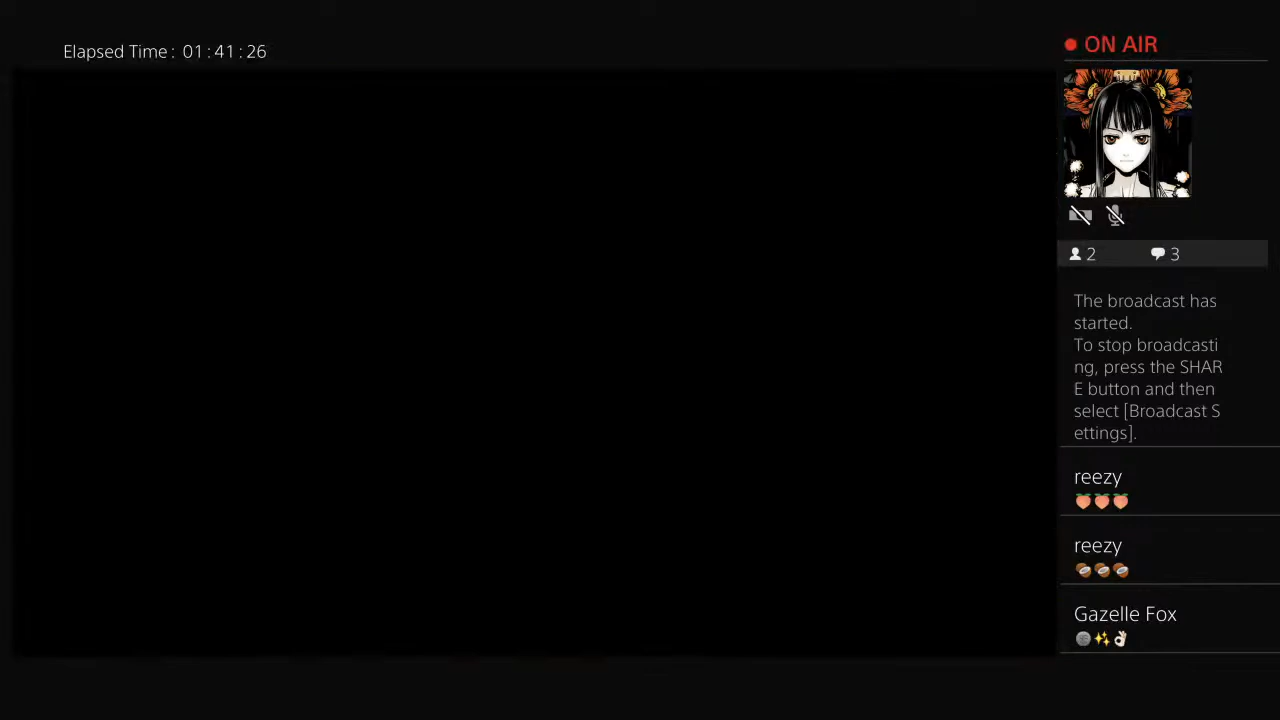 Elapsed Time: 01:41:26
ON AIR
2 3
The broadcast has
started.
To stop broadcasti
ng, press the SHAR
E button and then
select [Broadcast S
ettings].
reezy
🍑🍑🍑
reezy
🥥🥥🥥
Gazelle Fox
✨👌🏻